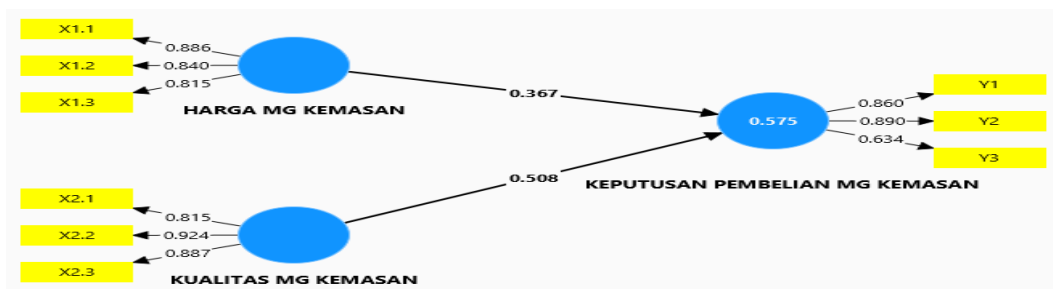 X1.1
0.886
X1.2
0.840
X1.3
0.815
HARGA MG KEMASAN
0.367
0.575
Y1
0.860
Y2
0.890
Y3
0.634
KEPUTUSAN PEMBELIAN MG KEMASAN
0.508
X2.1
0.815
X2.2
0.924
X2.3
0.887
KUALITAS MG KEMASAN